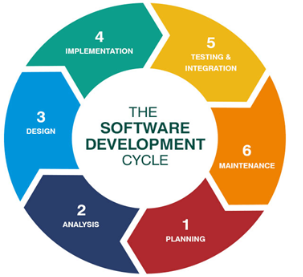 THE
SOFTWARE
DEVELOPMENT
CYCLE
1
PLANNING
2
ANALYSIS
3
DESIGN
4
IMPLEMENTATION
5
TESTING &
INTEGRATION
6
MAINTENANCE